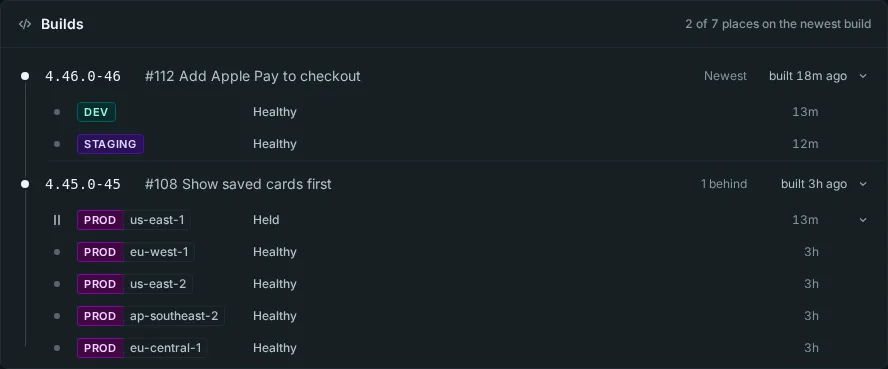 Builds 2 of 7 places on the newest build
4.46.0-46 #112 Add Apple Pay to checkout Newest built 18m ago
DEV Healthy 13m
STAGING Healthy 12m
4.45.0-45 #108 Show saved cards first 1 behind built 3h ago
PROD us-east-1 Held 13m
PROD eu-west-1 Healthy 3h
PROD us-east-2 Healthy 3h
PROD ap-southeast-2 Healthy 3h
PROD eu-central-1 Healthy 3h